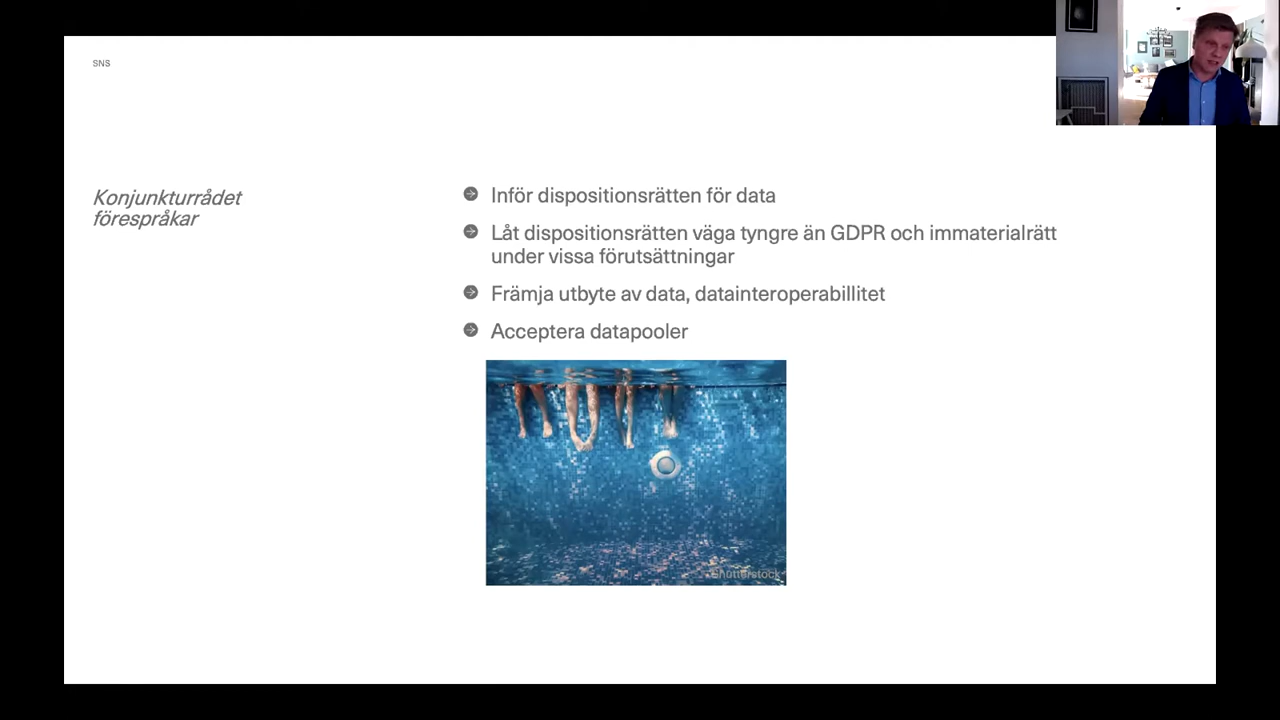 SNS
Konjunkturrådet
förespråkar
Inför dispositionsrätten för data
Låt dispositionsrätten väga tyngre än GDPR och immaterialrätt
under vissa förutsättningar
Främja utbyte av data, datainteroperabillitet
Acceptera datapooler
Shutterstock